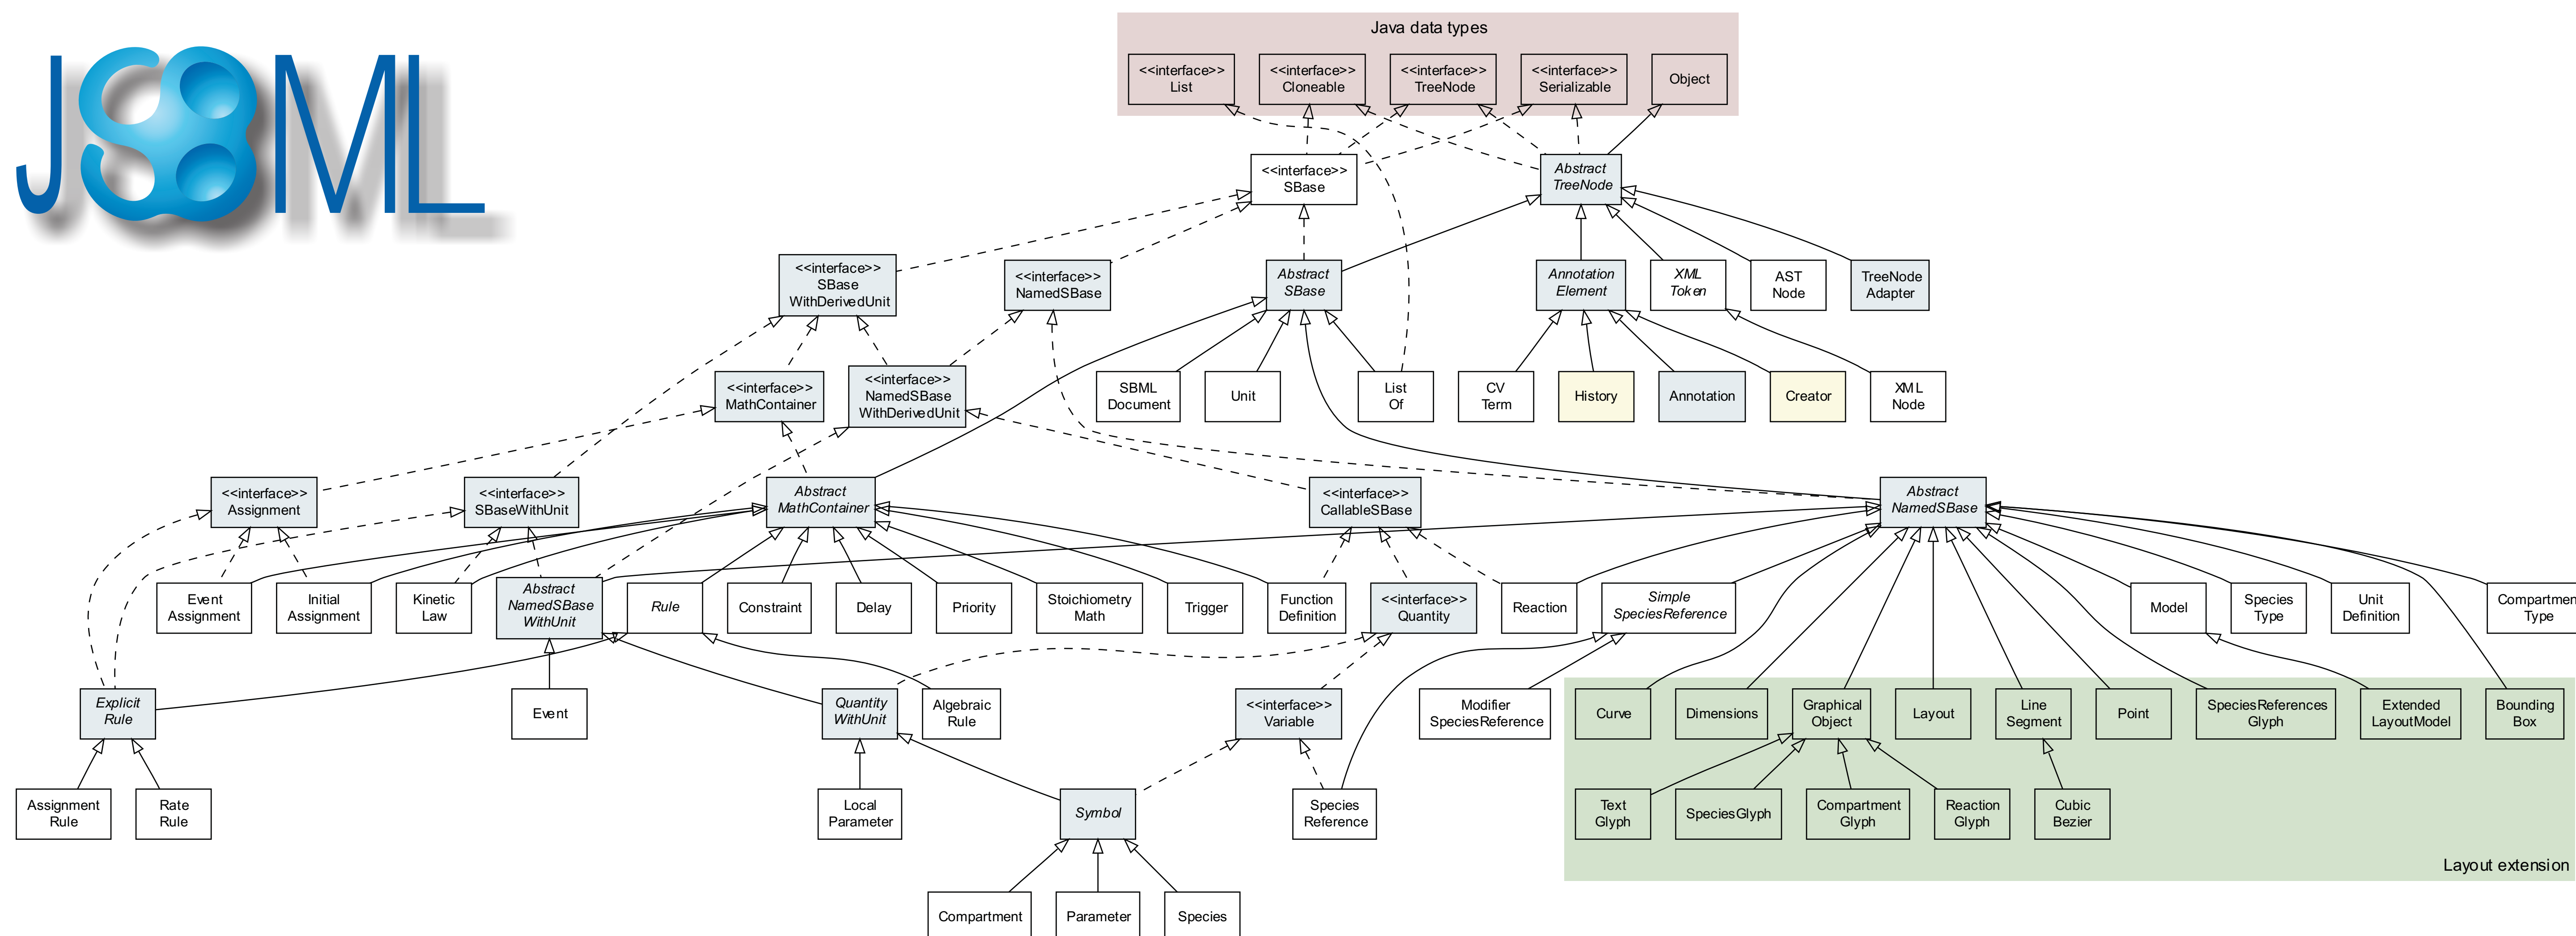 JSBML
Java data types
<<interface>>
List
<<interface>>
Cloneable
<<interface>>
TreeNode
<<interface>>
Serializable
Object
<<interface>>
SBase
Abstract
TreeNode
<<interface>>
SBase
WithDerivedUnit
<<interface>>
NamedSBase
Abstract
SBase
Annotation
Element
XML
Token
AST
Node
TreeNode
Adapter
<<interface>>
MathContainer
<<interface>>
NamedSBase
WithDerivedUnit
SBML
Document
Unit
List
Of
CV
Term
History
Annotation
Creator
XML
Node
<<interface>>
Assignment
<<interface>>
SBaseWithUnit
Abstract
MathContainer
<<interface>>
CallableSBase
Abstract
NamedSBase
Event
Assignment
Initial
Assignment
Kinetic
Law
Abstract
NamedSBase
WithUnit
Rule
Constraint
Delay
Priority
Stoichiometry
Math
Trigger
Function
Definition
<<interface>>
Quantity
Reaction
Simple
SpeciesReference
Model
Species
Type
Unit
Definition
Compartmen
Type
Explicit
Rule
Event
Quantity
WithUnit
Algebraic
Rule
<<interface>>
Variable
Modifier
SpeciesReference
Curve
Dimensions
Graphical
Object
Layout
Line
Segment
Point
SpeciesReferences
Glyph
Extended
LayoutModel
Bounding
Box
Assignment
Rule
Rate
Rule
Local
Parameter
Symbol
Species
Reference
Text
Glyph
SpeciesGlyph
Compartment
Glyph
Reaction
Glyph
Cubic
Bezier
Layout extension
Compartment
Parameter
Species